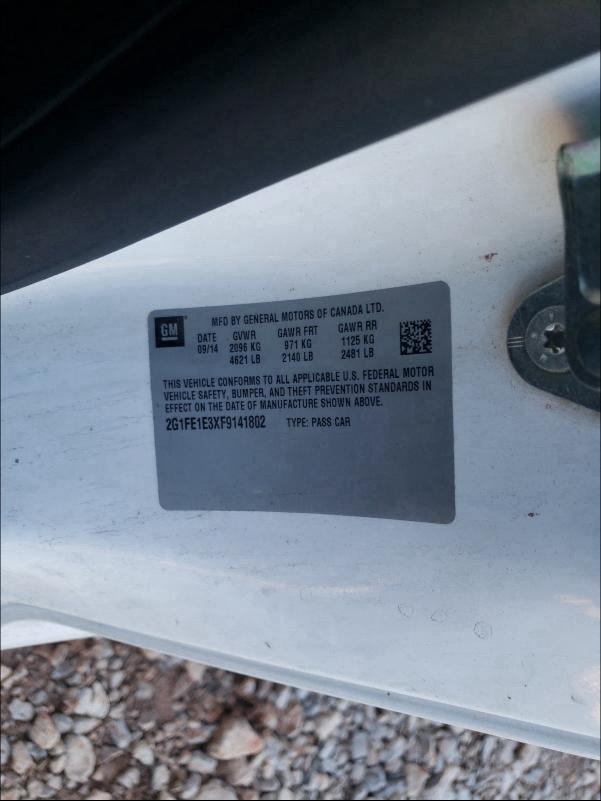 GM
MFD BY GENERAL MOTORS OF CANADA LTD.
DATE GVWR GAWR FRT GAWR RR
09/14 2096 KG 971 KG 1125 KG
4621 LB 2140 LB 2481 LB
THIS VEHICLE CONFORMS TO ALL APPLICABLE U.S. FEDERAL MOTOR
VEHICLE SAFETY, BUMPER, AND THEFT PREVENTION STANDARDS IN
EFFECT ON THE DATE OF MANUFACTURE SHOWN ABOVE.
2G1FE1E3XF9141802 TYPE: PASS CAR